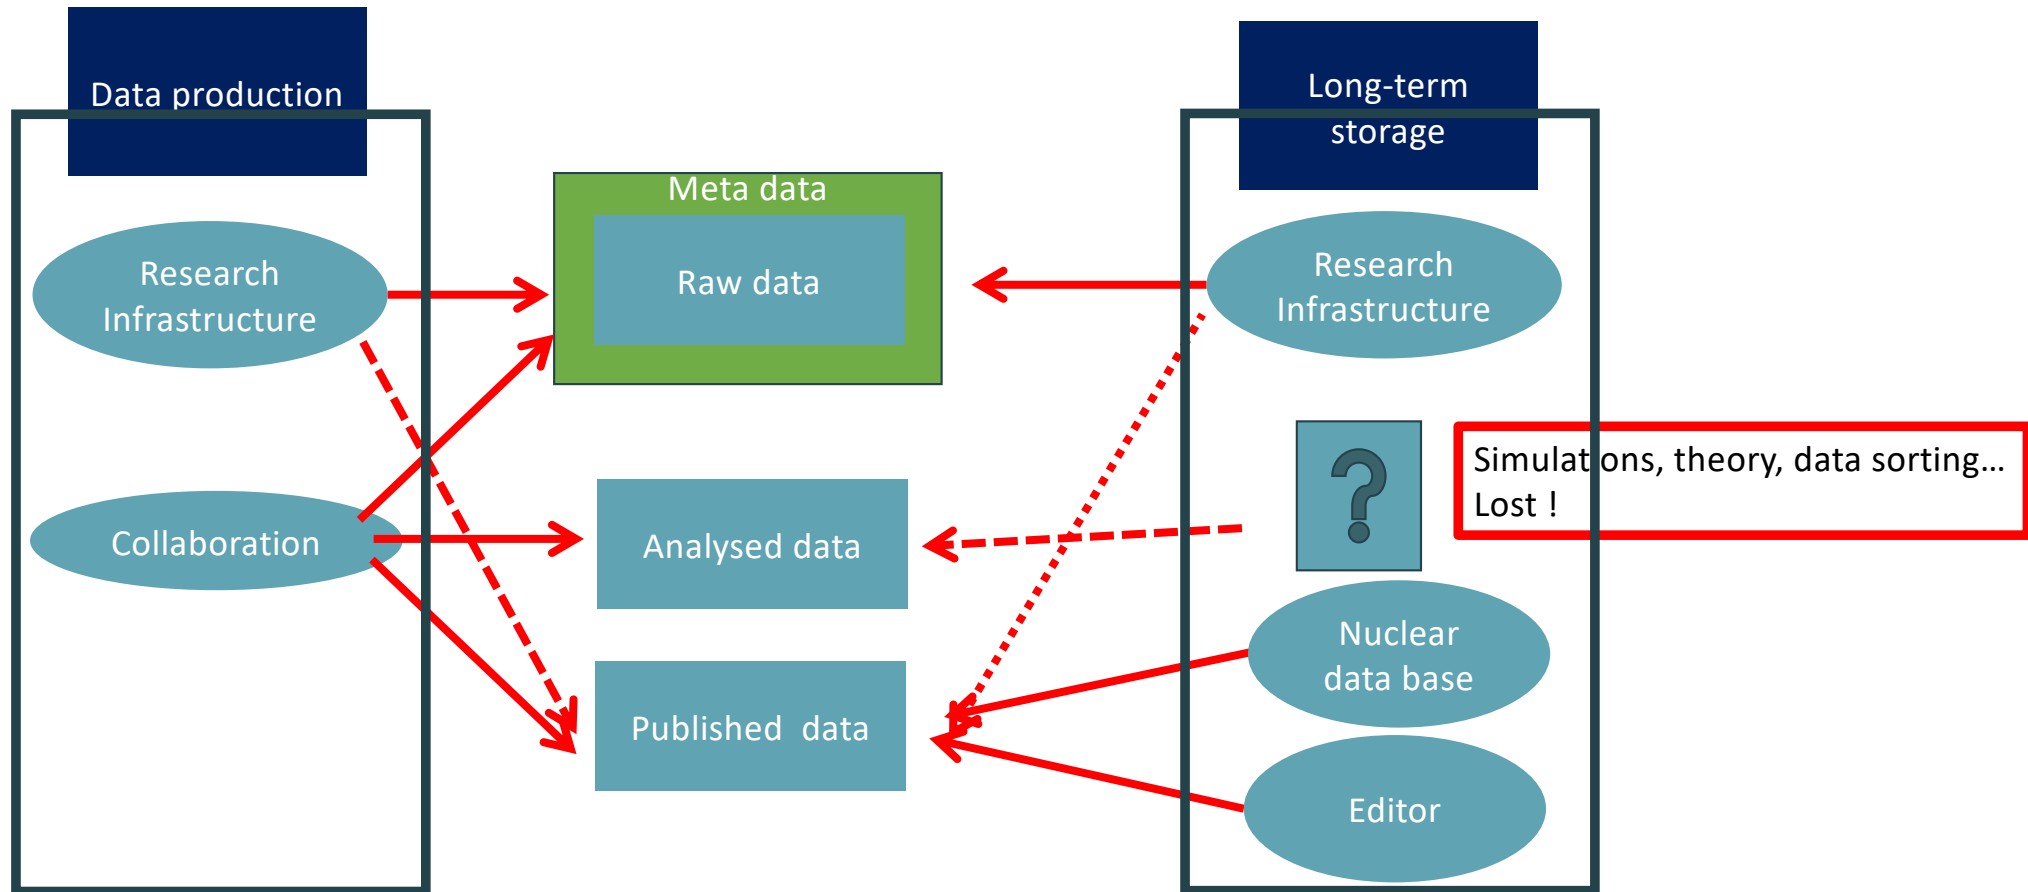 Data production
Long-term
storage
Meta data
Raw data
Research
Infrastructure
Research
Infrastructure
Collaboration
Analysed data
Published  data
?
Simulations, theory, data sorting…
Lost !
Nuclear
data base
Editor